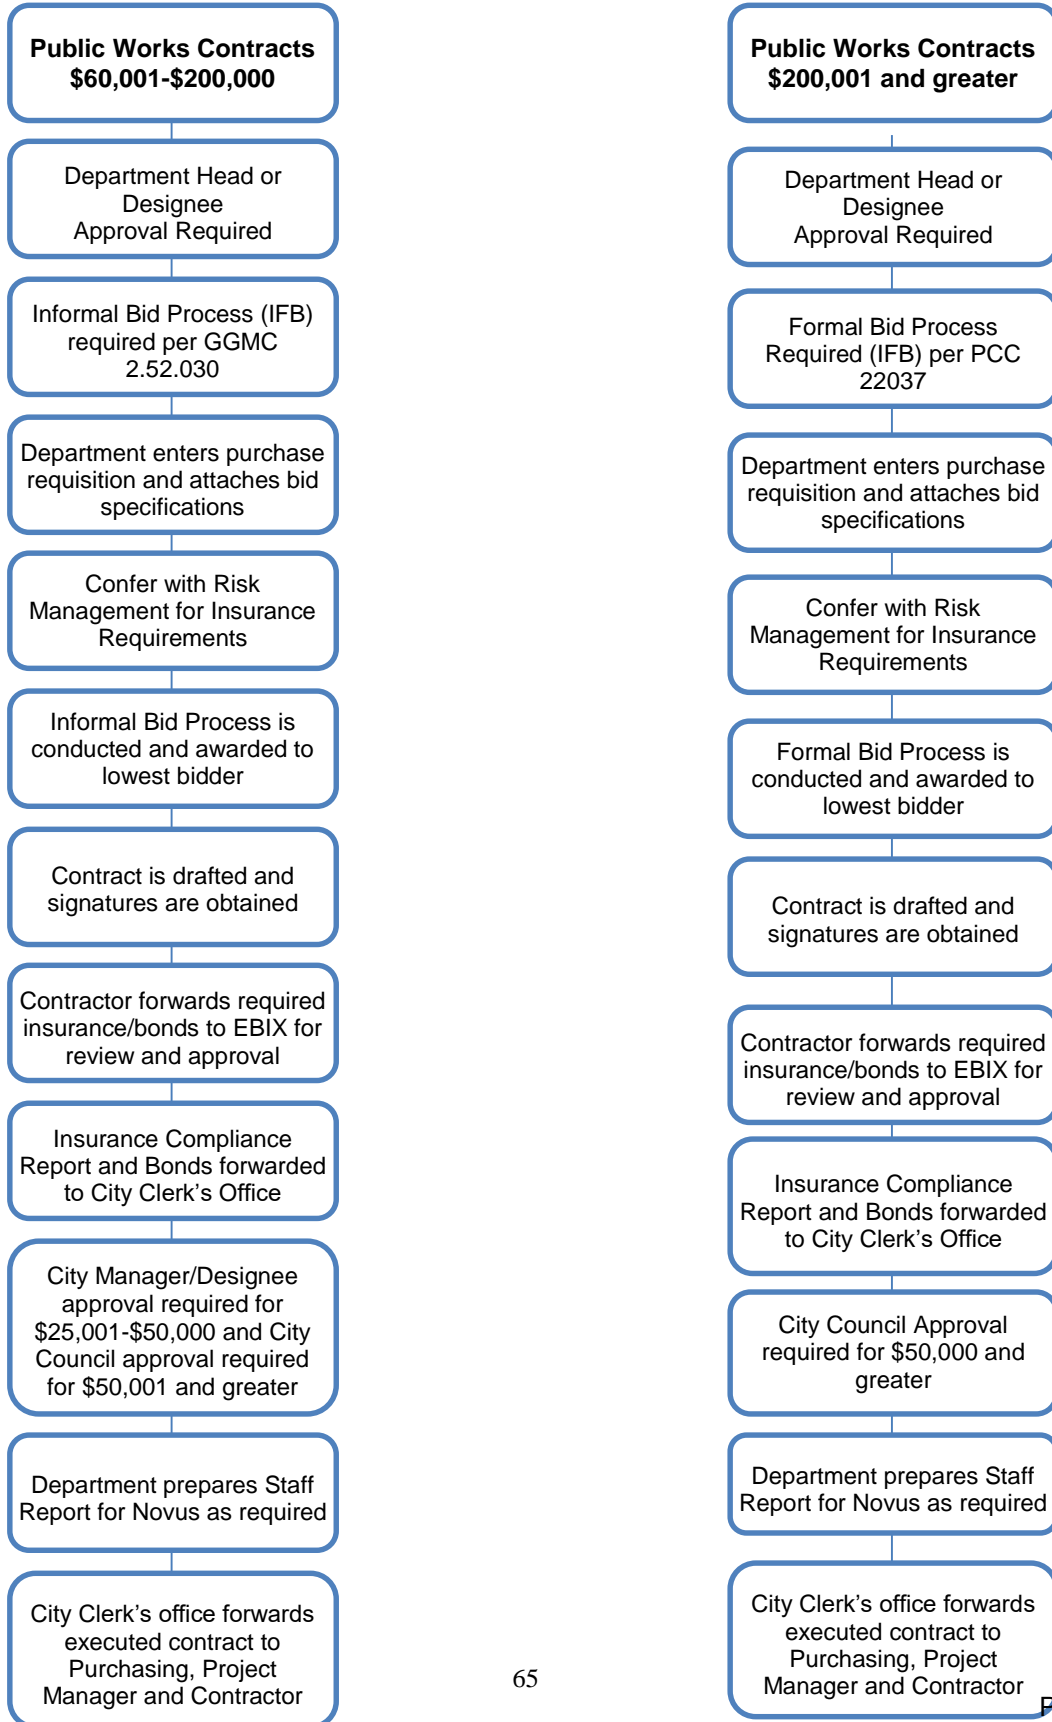 Public Works Contracts
$60,001-$200,000
Department Head or
Designee
Approval Required
Informal Bid Process (IFB)
required per GGMC
2.52.030
Department enters purchase
requisition and attaches bid
specifications
Confer with Risk
Management for Insurance
Requirements
Informal Bid Process is
conducted and awarded to
lowest bidder
Contract is drafted and
signatures are obtained
Contractor forwards required
insurance/bonds to EBIX for
review and approval
Insurance Compliance
Report and Bonds forwarded
to City Clerk’s Office
City Manager/Designee
approval required for
$25,001-$50,000 and City
Council approval required
for $50,001 and greater
Department prepares Staff
Report for Novus as required
City Clerk’s office forwards
executed contract to
Purchasing, Project
Manager and Contractor
Public Works Contracts
$200,001 and greater
Department Head or
Designee
Approval Required
Formal Bid Process
Required (IFB) per PCC
22037
Department enters purchase
requisition and attaches bid
specifications
Confer with Risk
Management for Insurance
Requirements
Formal Bid Process is
conducted and awarded to
lowest bidder
Contract is drafted and
signatures are obtained
Contractor forwards required
insurance/bonds to EBIX for
review and approval
Insurance Compliance
Report and Bonds forwarded
to City Clerk’s Office
City Council Approval
required for $50,000 and
greater
Department prepares Staff
Report for Novus as required
City Clerk’s office forwards
executed contract to
Purchasing, Project
Manager and Contractor
65